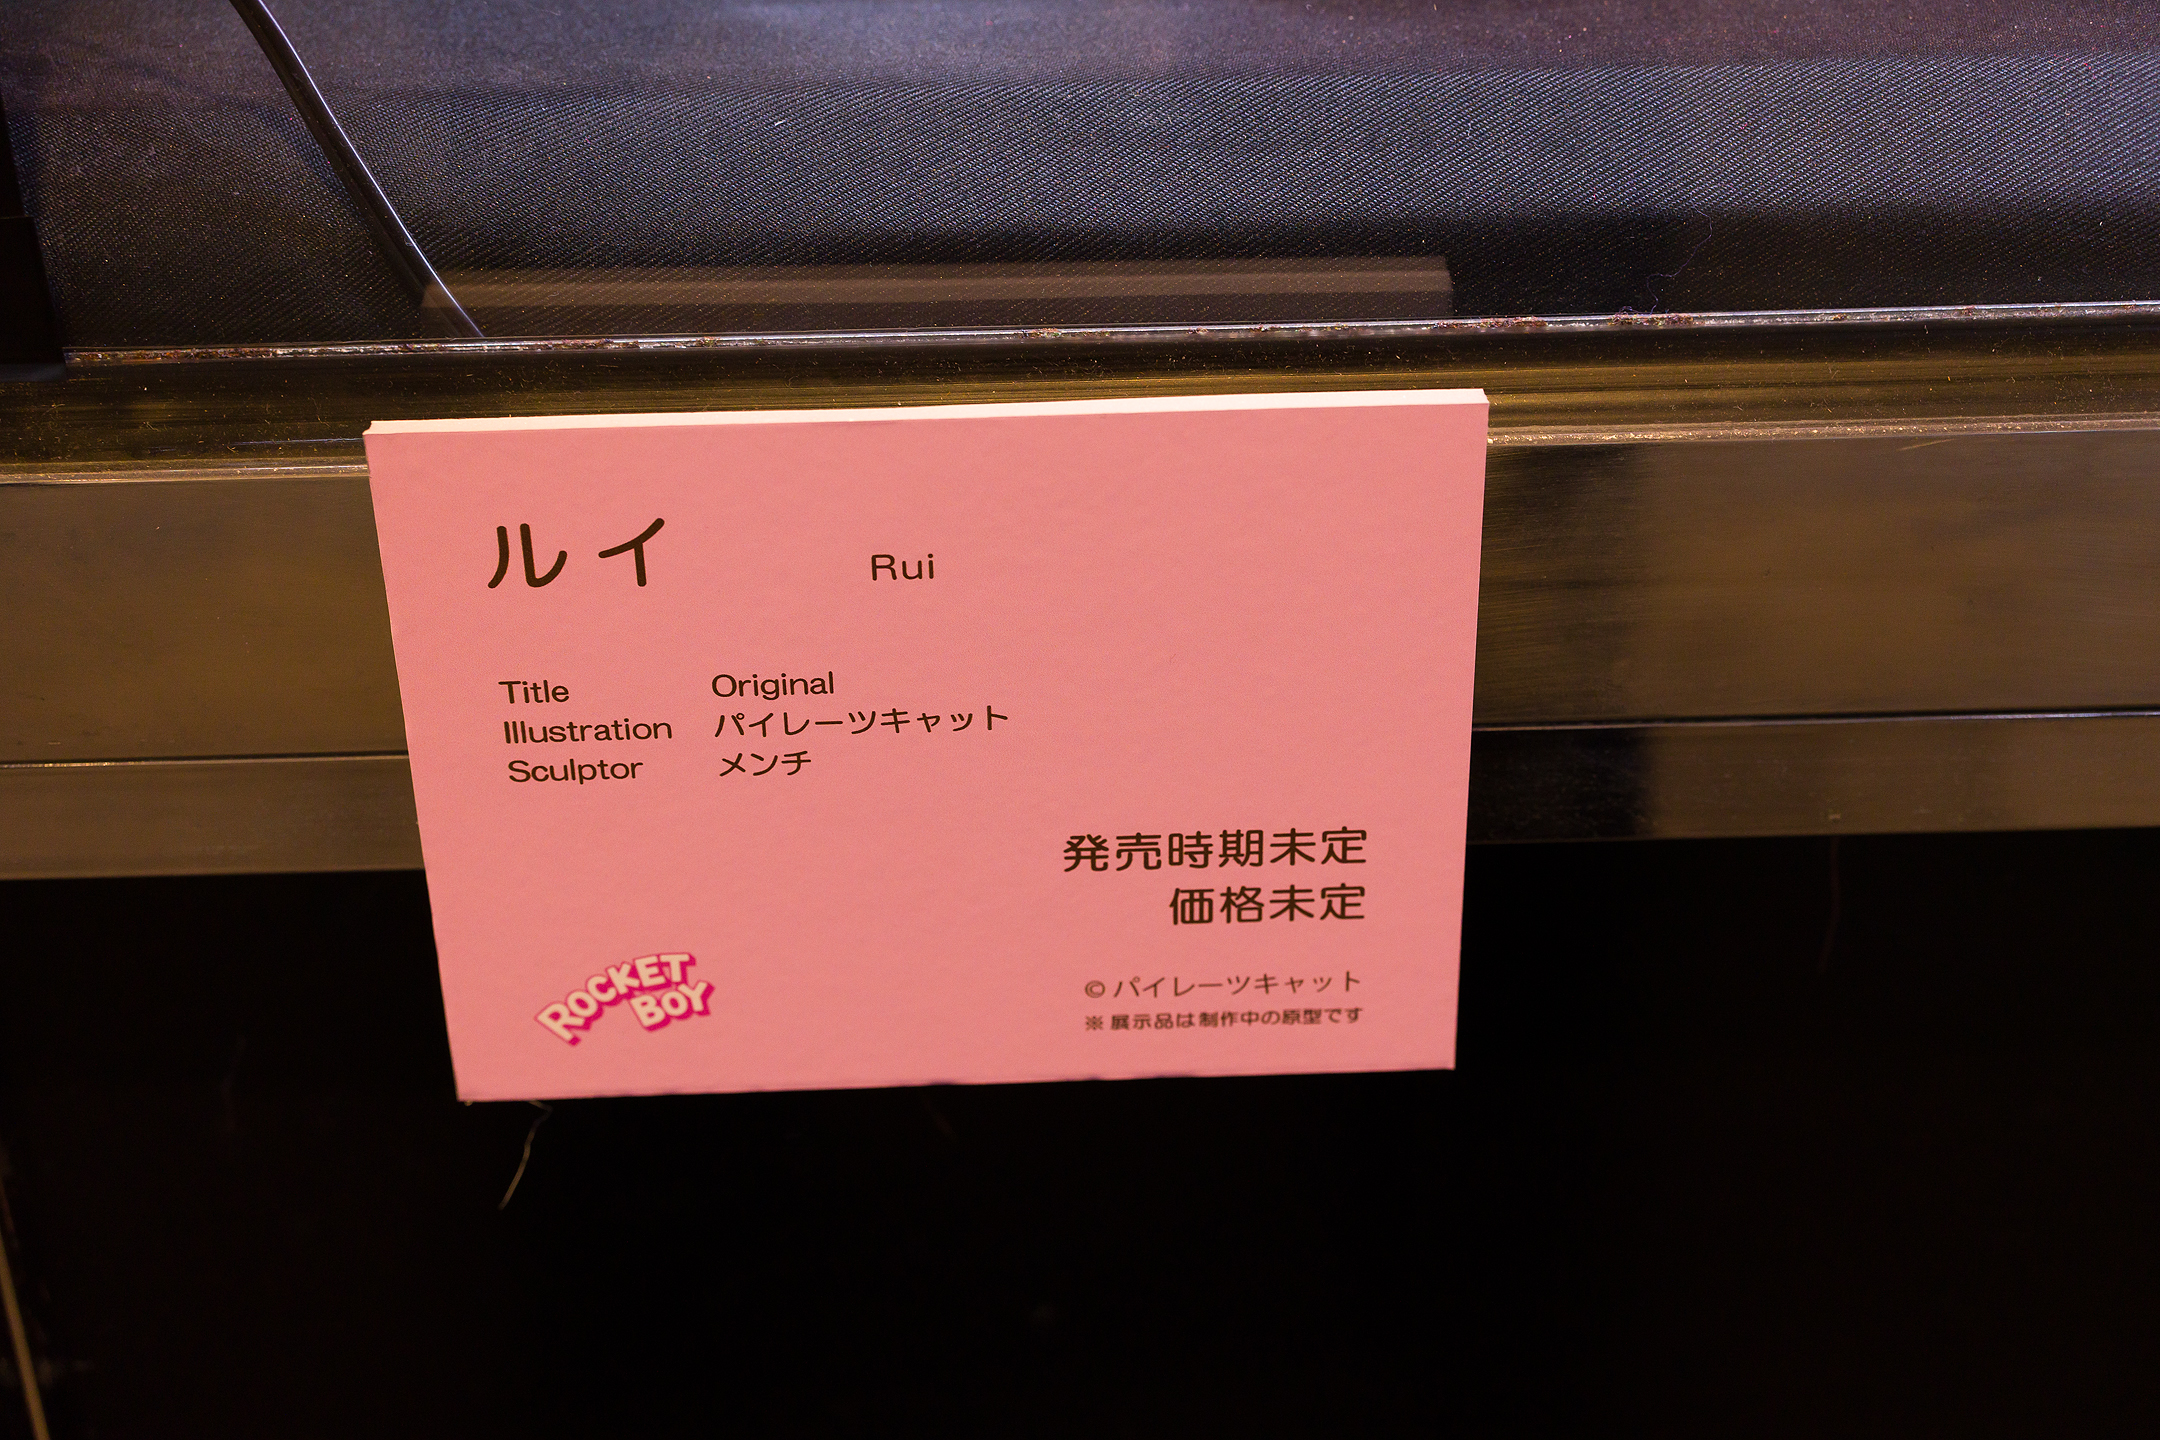 ルイ Rui
Title Original
Illustration パイレーツキャット
Sculptor メンチ
発売時期未定
価格未定
ROCKET
BOY
© パイレーツキャット
※ 展示品は制作中の原型です